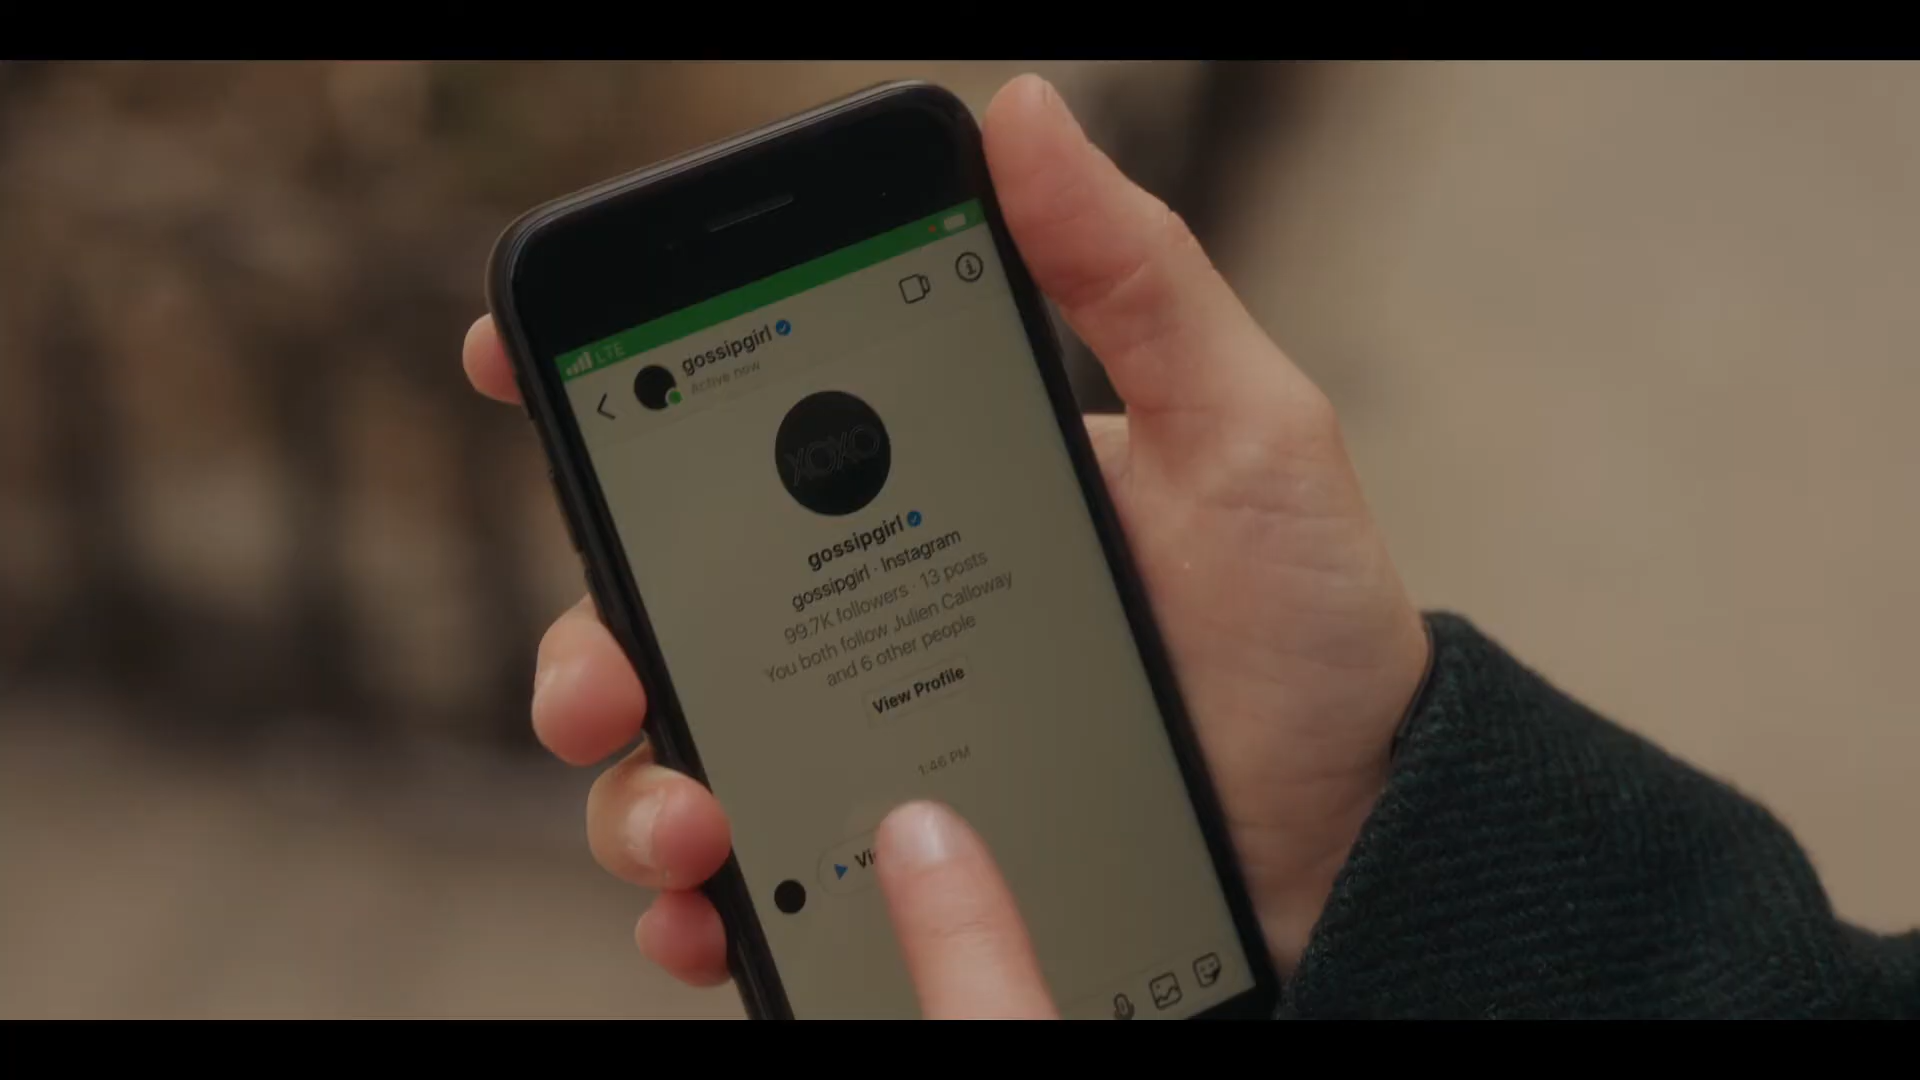 LTE
gossipgirl
Active now
XOXO
gossipgirl
gossipgirl · Instagram
99.7K followers · 13 posts
You both follow Julien Calloway
and 6 other people
View Profile
1:46 PM